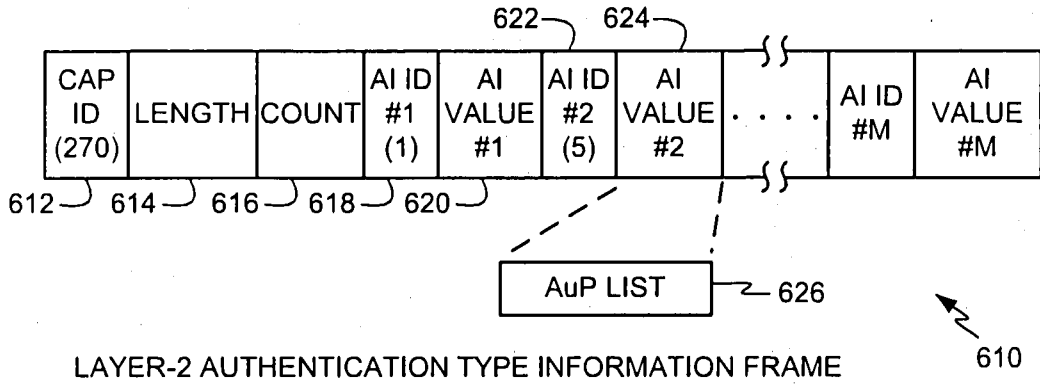 622 624
CAP ID (270) LENGTH COUNT AI ID #1 (1) AI VALUE #1 AI ID #2 (5) AI VALUE #2 . . . . AI ID #M AI VALUE #M
612 614 616 618 620
AuP LIST 626
610
LAYER-2 AUTHENTICATION TYPE INFORMATION FRAME